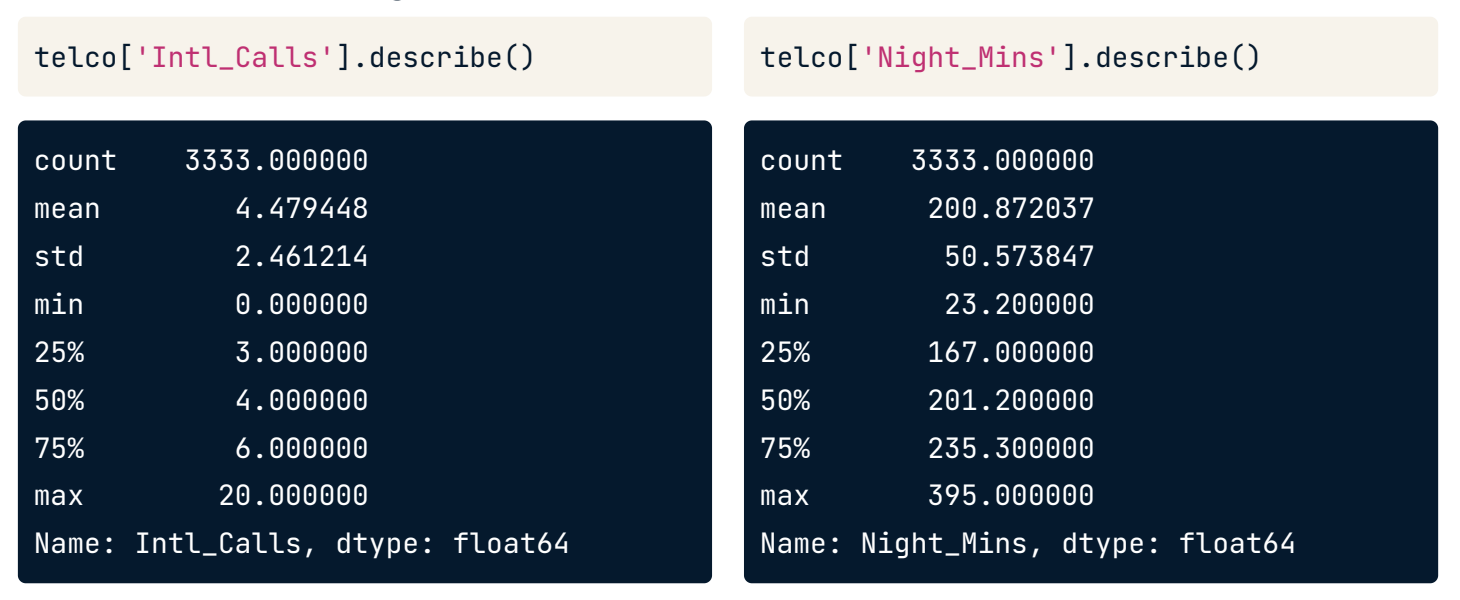 telco['Intl_Calls'].describe()
count 3333.000000
mean 4.479448
std 2.461214
min 0.000000
25% 3.000000
50% 4.000000
75% 6.000000
max 20.000000
Name: Intl_Calls, dtype: float64
telco['Night_Mins'].describe()
count 3333.000000
mean 200.872037
std 50.573847
min 23.200000
25% 167.000000
50% 201.200000
75% 235.300000
max 395.000000
Name: Night_Mins, dtype: float64